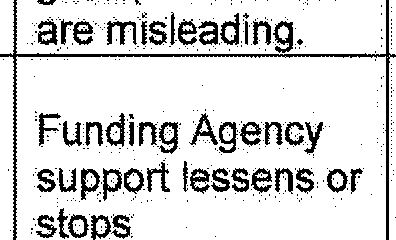 are misleading.
Funding Agency
support lessens or
stops